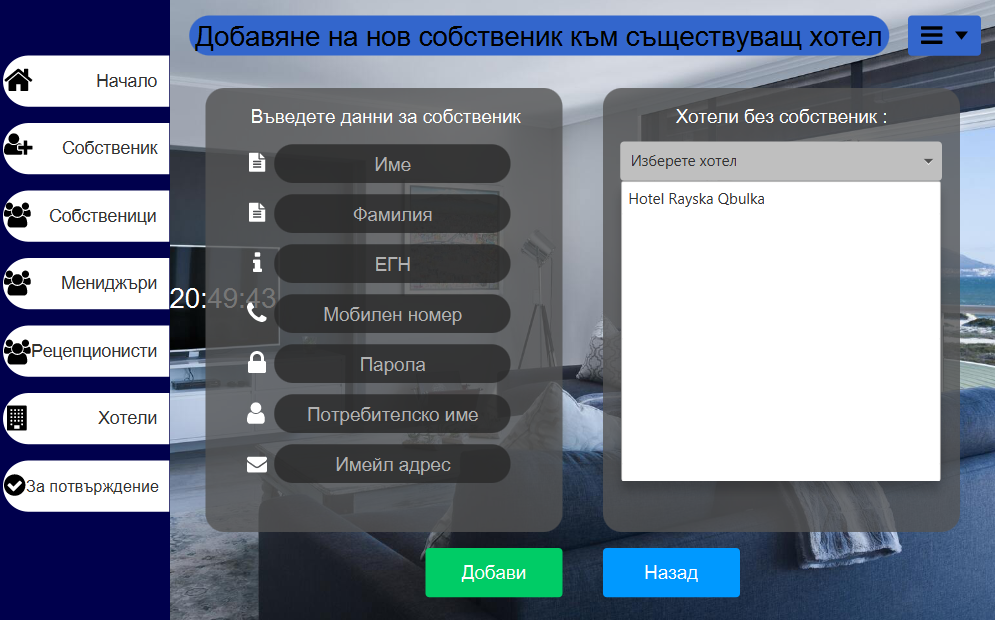 Добавяне на нов собственик към съществуващ хотел
Начало
Собственик
Собственици
Мениджъри
Рецепционисти
Хотели
За потвърждение
20:49:43
Въведете данни за собственик
Име
Фамилия
ЕГН
Мобилен номер
Парола
Потребителско име
Имейл адрес
Хотели без собственик :
Изберете хотел
Hotel Rayska Qbulka
Добави
Назад